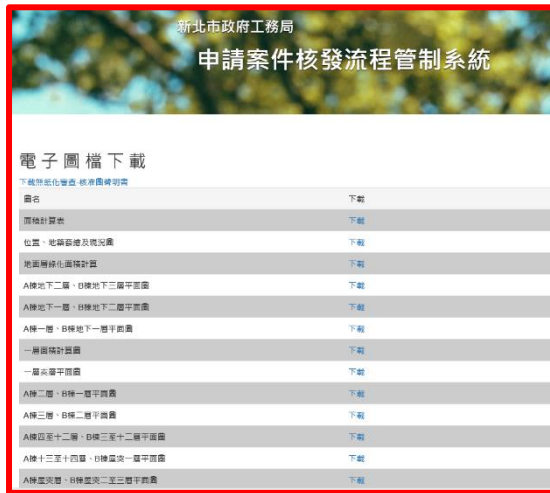 新北市政府工務局
申請案件核發流程管制系統
電子圖檔下載
下載無紙化審查-核准圖聲明書
圖名 下載
面積計算表 下載
位置、地籍套繪及現況圖 下載
地面層綠化面積計算 下載
A棟地下二層、B棟地下三層平面圖 下載
A棟地下一層、B棟地下二層平面圖 下載
A棟一層、B棟地下一層平面圖 下載
一層面積計算圖 下載
一層夾層平面圖 下載
A棟二層、B棟一層平面圖 下載
A棟三層、B棟二層平面圖 下載
A棟四至十二層、B棟三至十二層平面圖 下載
A棟十三至十四層、B棟屋突一層平面圖 下載
A棟屋突層、B棟屋突二至三層平面圖 下載